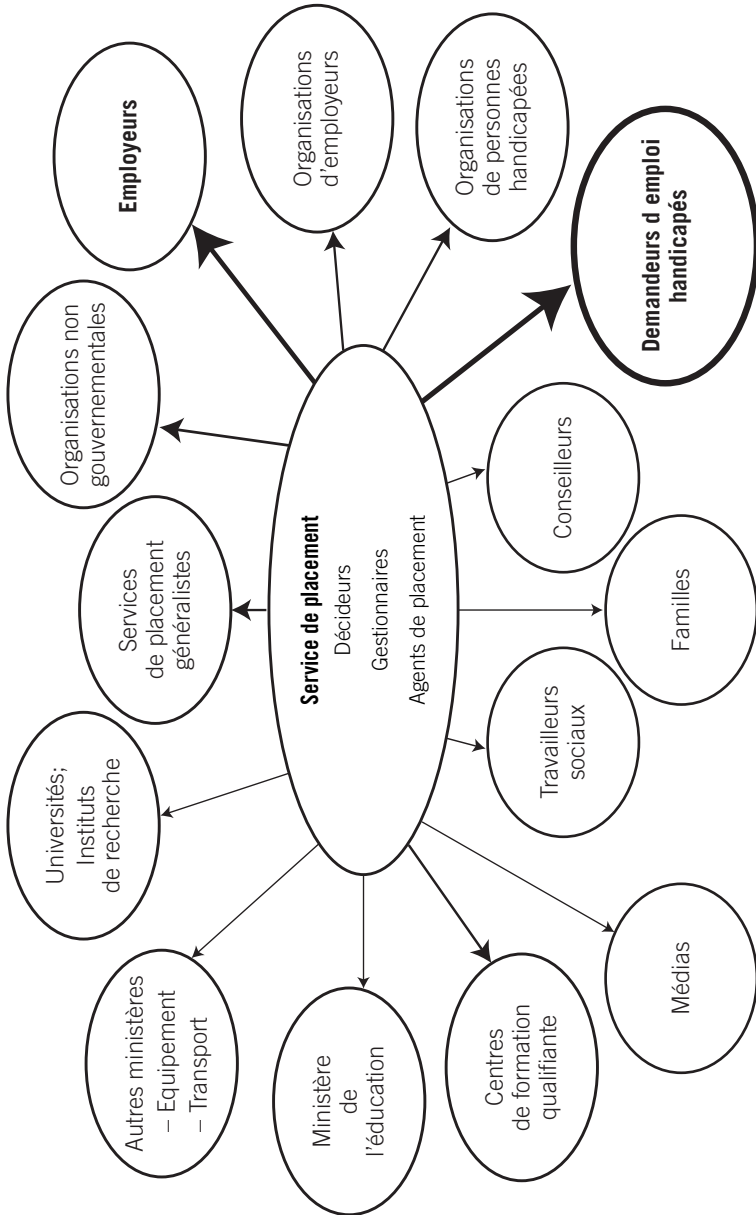 Autres ministères
– Equipement
– Transport
Universités;
Instituts
de recherche
Services
de placement
généralistes
Organisations non
gouvernementales
Employeurs
Ministère
de
l'éducation
Service de placement
Décideurs
Gestionnaires
Agents de placement
Organisations
d'employeurs
Organisations
de personnes
handicapées
Centres
de formation
qualifiante
Médias
Travailleurs
sociaux
Familles
Conseilleurs
Demandeurs d emploi
handicapés